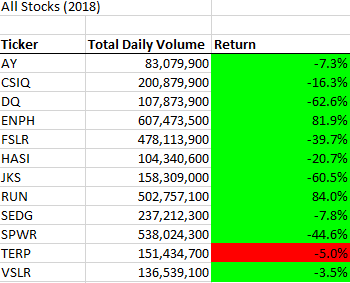 All Stocks (2018)
Ticker Total Daily Volume Return
AY 83,079,900 -7.3%
CSIQ 200,879,900 -16.3%
DQ 107,873,900 -62.6%
ENPH 607,473,500 81.9%
FSLR 478,113,900 -39.7%
HASI 104,340,600 -20.7%
JKS 158,309,000 -60.5%
RUN 502,757,100 84.0%
SEDG 237,212,300 -7.8%
SPWR 538,024,300 -44.6%
TERP 151,434,700 -5.0%
VSLR 136,539,100 -3.5%